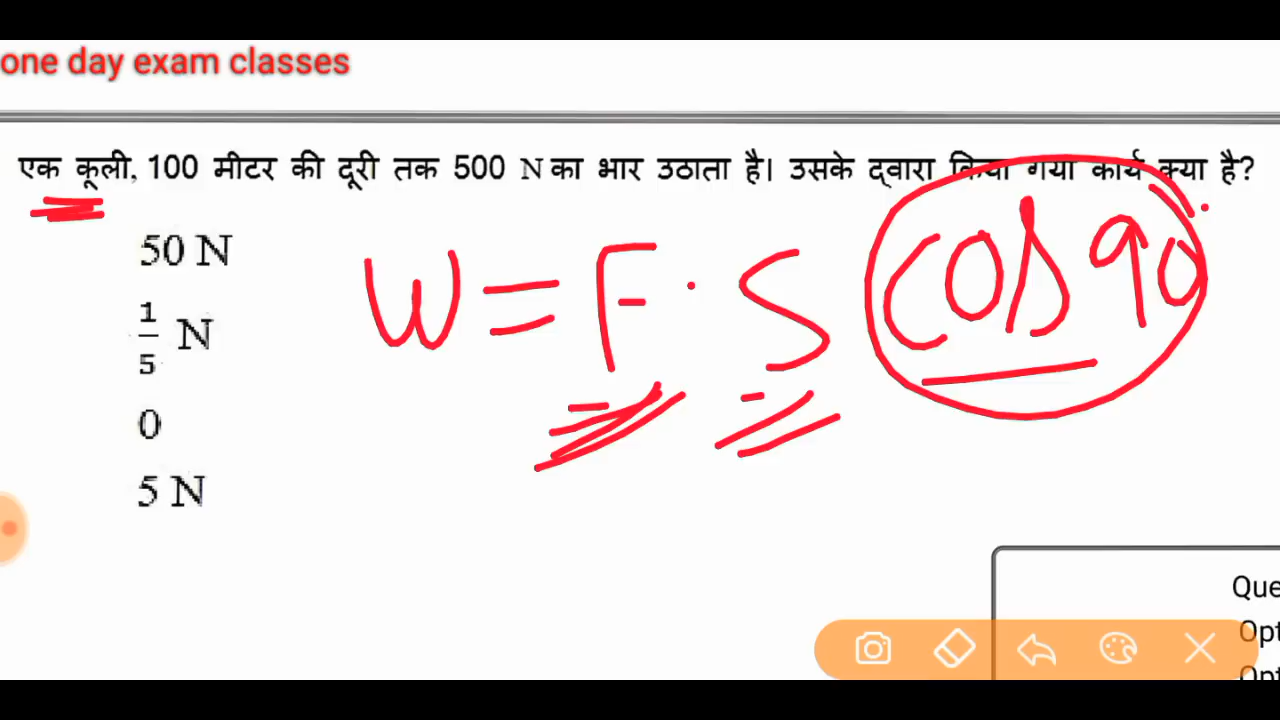 one day exam classes
एक कूली, 100 मीटर की दूरी तक 500 N का भार उठाता है। उसके द्वारा किया गया कार्य क्या है?
50 N
W = F · S cos 90°
1/5 N
0
5 N
Que
Opt